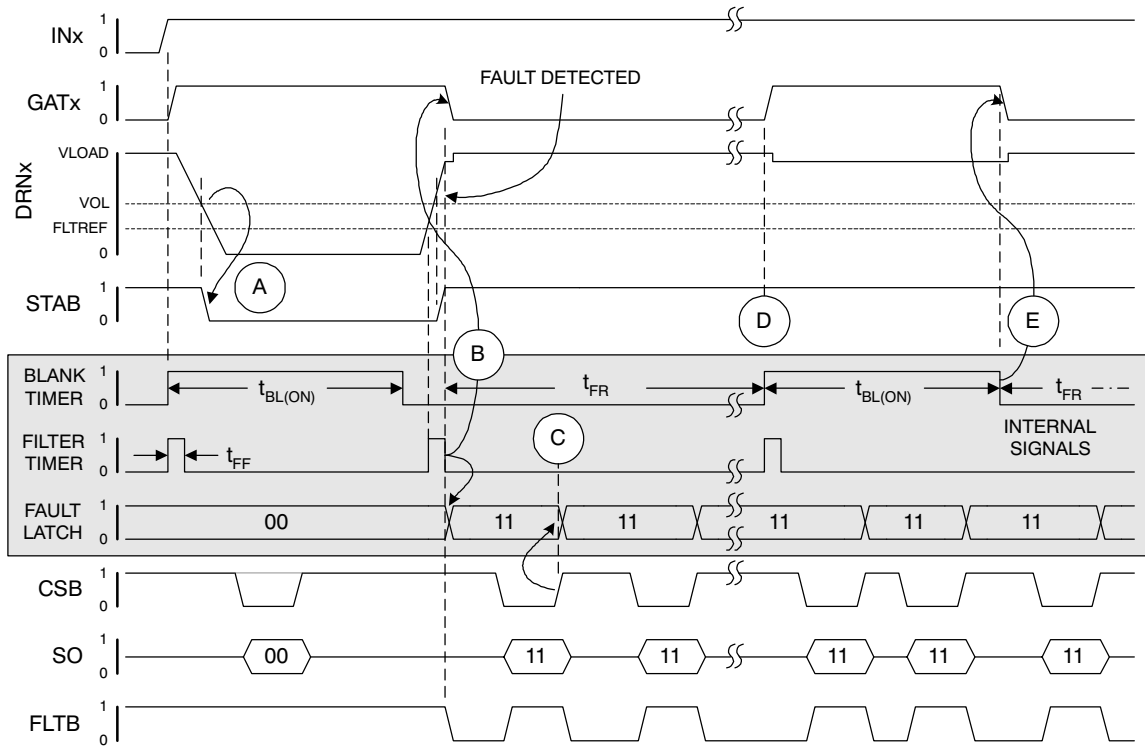 INx
1
0
GATx
1
0
FAULT DETECTED
DRNx
VLOAD
VOL
FLTREF
0
A
STAB
1
0
D
E
B
BLANK
TIMER
1
0
tBL(ON)
tFR
tBL(ON)
tFR
FILTER
TIMER
1
0
tFF
C
INTERNAL
SIGNALS
FAULT
LATCH
1
0
00
11
11
11
11
11
CSB
1
0
SO
1
0
00
11
11
11
11
11
FLTB
1
0